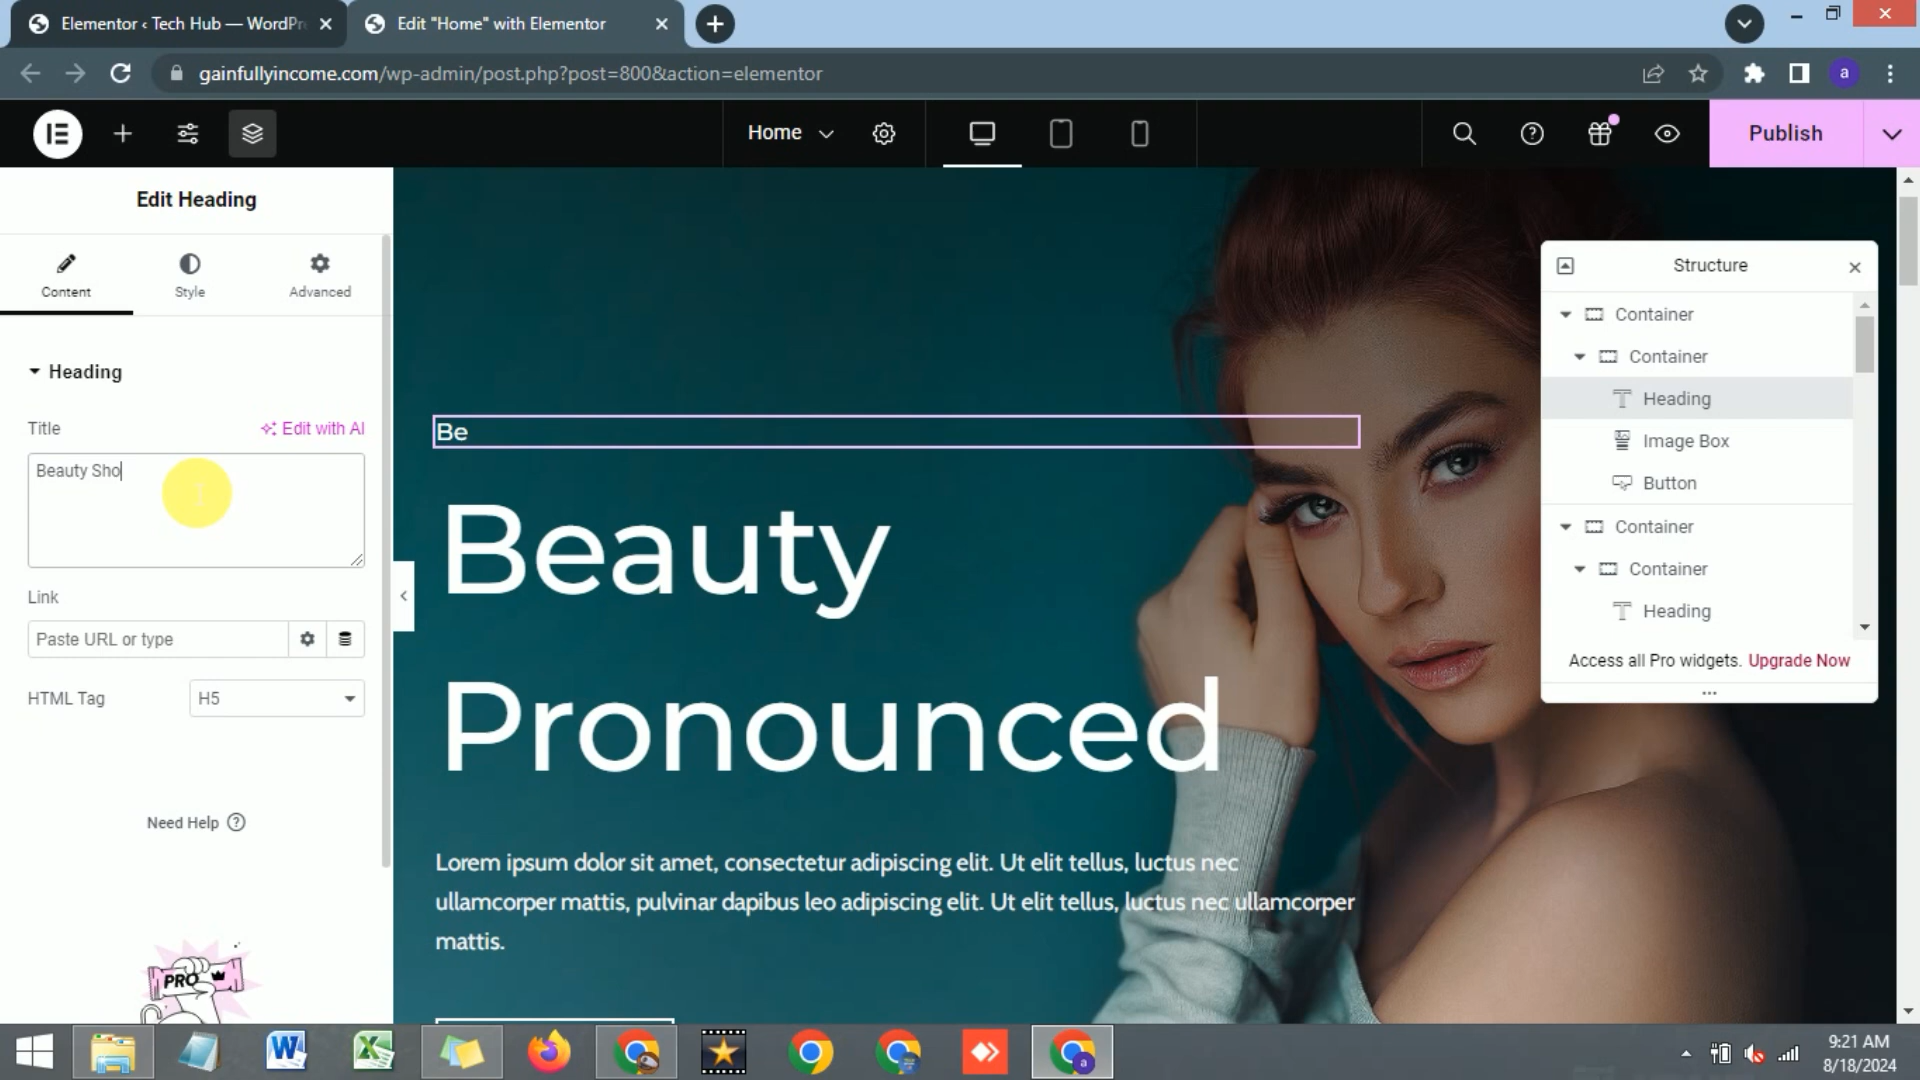 Elementor ‹ Tech Hub — WordPr
Edit "Home" with Elementor
gainfullyincome.com/wp-admin/post.php?post=800&action=elementor
a
Home
Publish
Edit Heading
Content
Style
Advanced
Heading
Title
Edit with AI
Beauty Sho
Link
Paste URL or type
HTML Tag
H5
Need Help
PRO
Be
Beauty
Pronounced
Lorem ipsum dolor sit amet, consectetur adipiscing elit. Ut elit tellus, luctus nec
ullamcorper mattis, pulvinar dapibus leo adipiscing elit. Ut elit tellus, luctus nec ullamcorper
mattis.
Structure
Container
Container
Heading
Image Box
Button
Container
Container
Heading
Access all Pro widgets. Upgrade Now
9:21 AM
8/18/2024